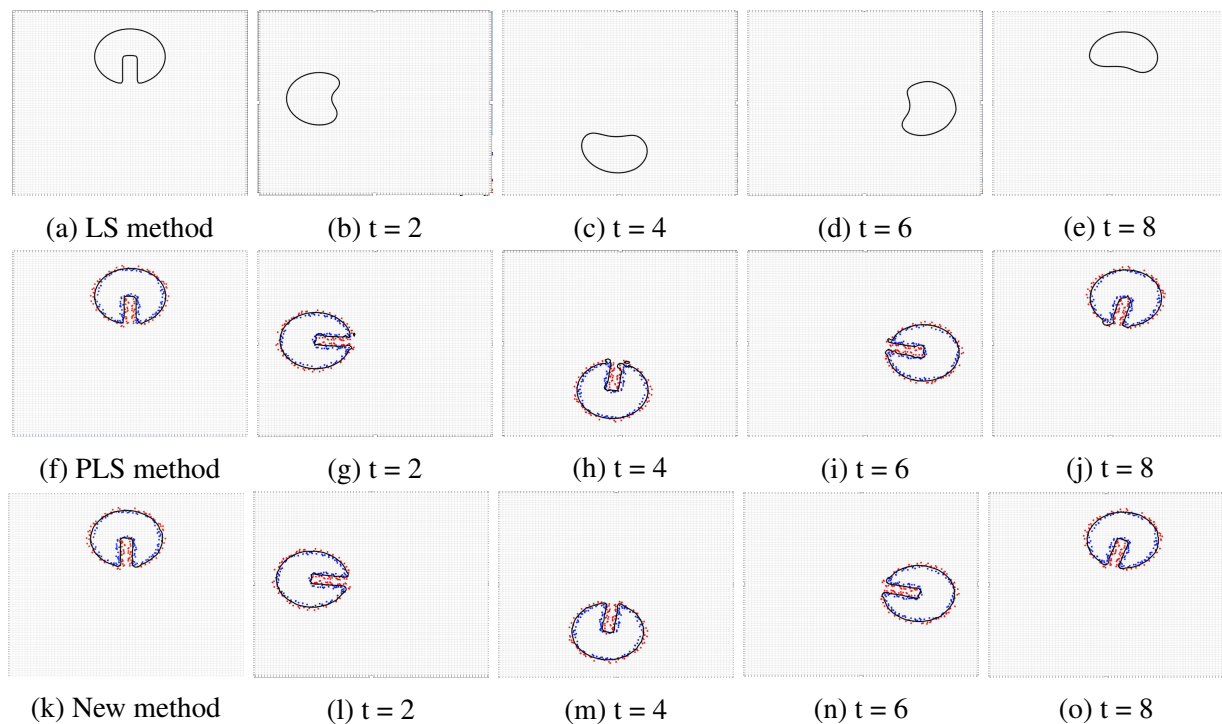 (a) LS method (b) t = 2 (c) t = 4 (d) t = 6 (e) t = 8
(f) PLS method (g) t = 2 (h) t = 4 (i) t = 6 (j) t = 8
(k) New method (l) t = 2 (m) t = 4 (n) t = 6 (o) t = 8